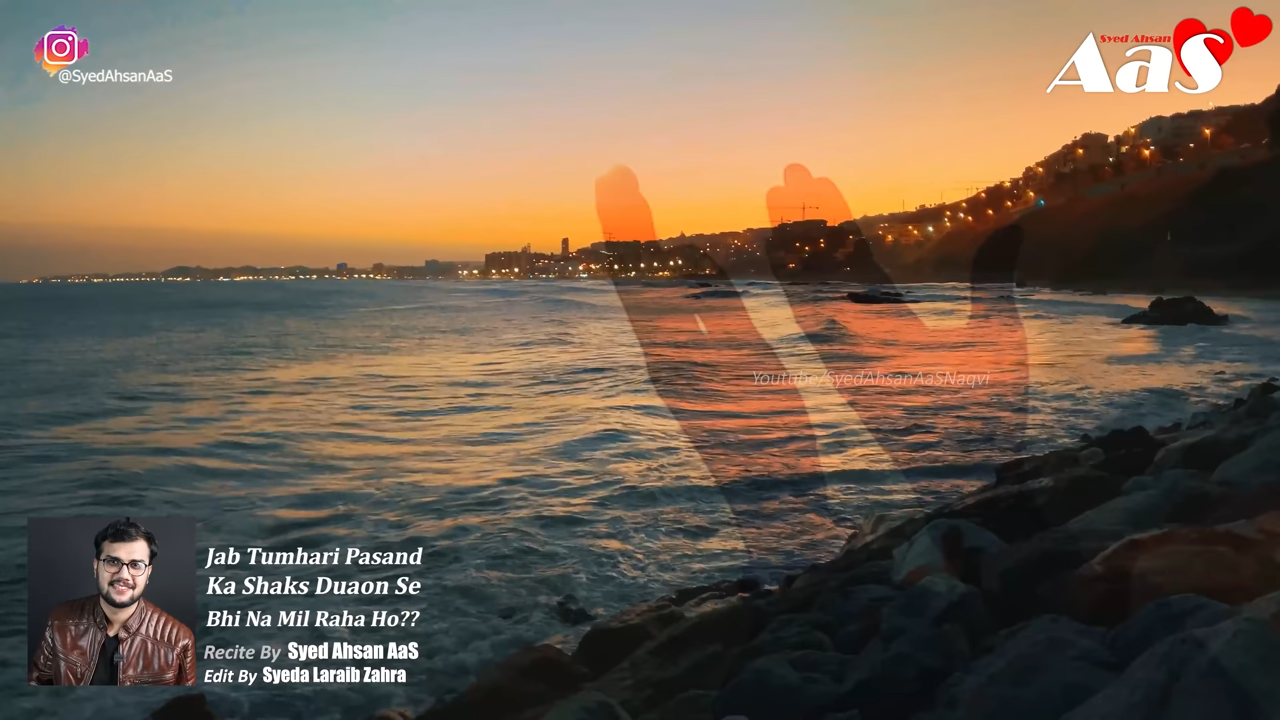 @SyedAhsanAaS
Syed Ahsan
AaS
Youtube/SyedAhsanAaSNaqvi
Jab Tumhari Pasand
Ka Shaks Duaon Se
Bhi Na Mil Raha Ho??
Recite By Syed Ahsan AaS
Edit By Syeda Laraib Zahra